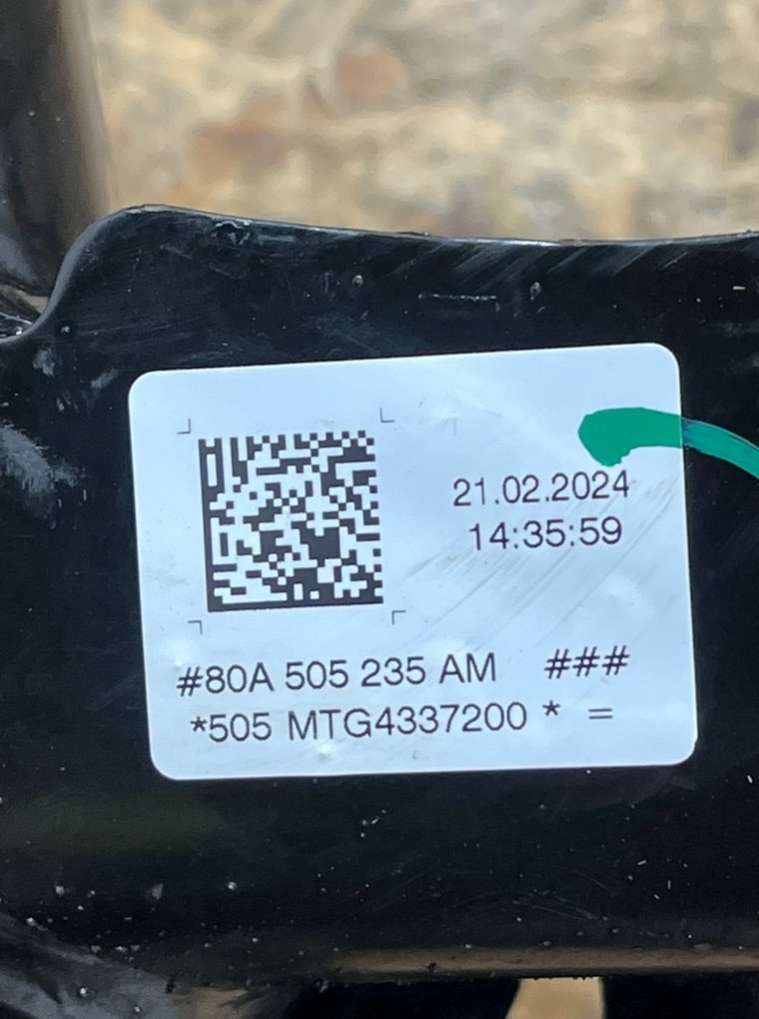 21.02.2024
14:35:59
#80A 505 235 AM ###
*505 MTG4337200 * =